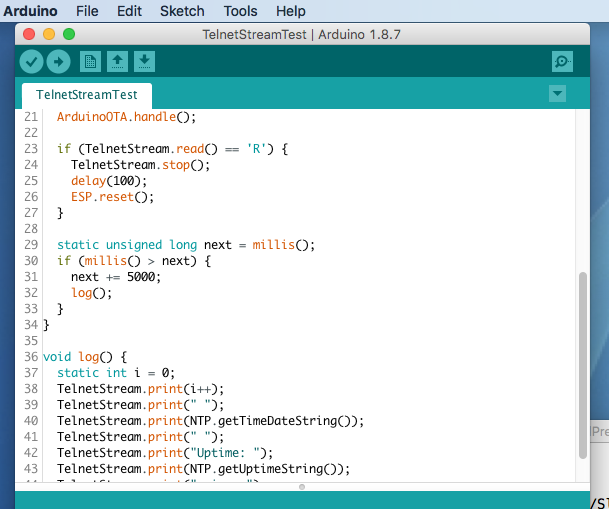 Arduino File Edit Sketch Tools Help
TelnetStreamTest | Arduino 1.8.7
TelnetStreamTest
21   ArduinoOTA.handle();
22
23   if (TelnetStream.read() == 'R') {
24     TelnetStream.stop();
25     delay(100);
26     ESP.reset();
27   }
28
29   static unsigned long next = millis();
30   if (millis() > next) {
31     next += 5000;
32     log();
33   }
34 }
35
36 void log() {
37   static int i = 0;
38   TelnetStream.print(i++);
39   TelnetStream.print(" ");
40   TelnetStream.print(NTP.getTimeDateString());
41   TelnetStream.print(" ");
42   TelnetStream.print("Uptime: ");
43   TelnetStream.print(NTP.getUptimeString());